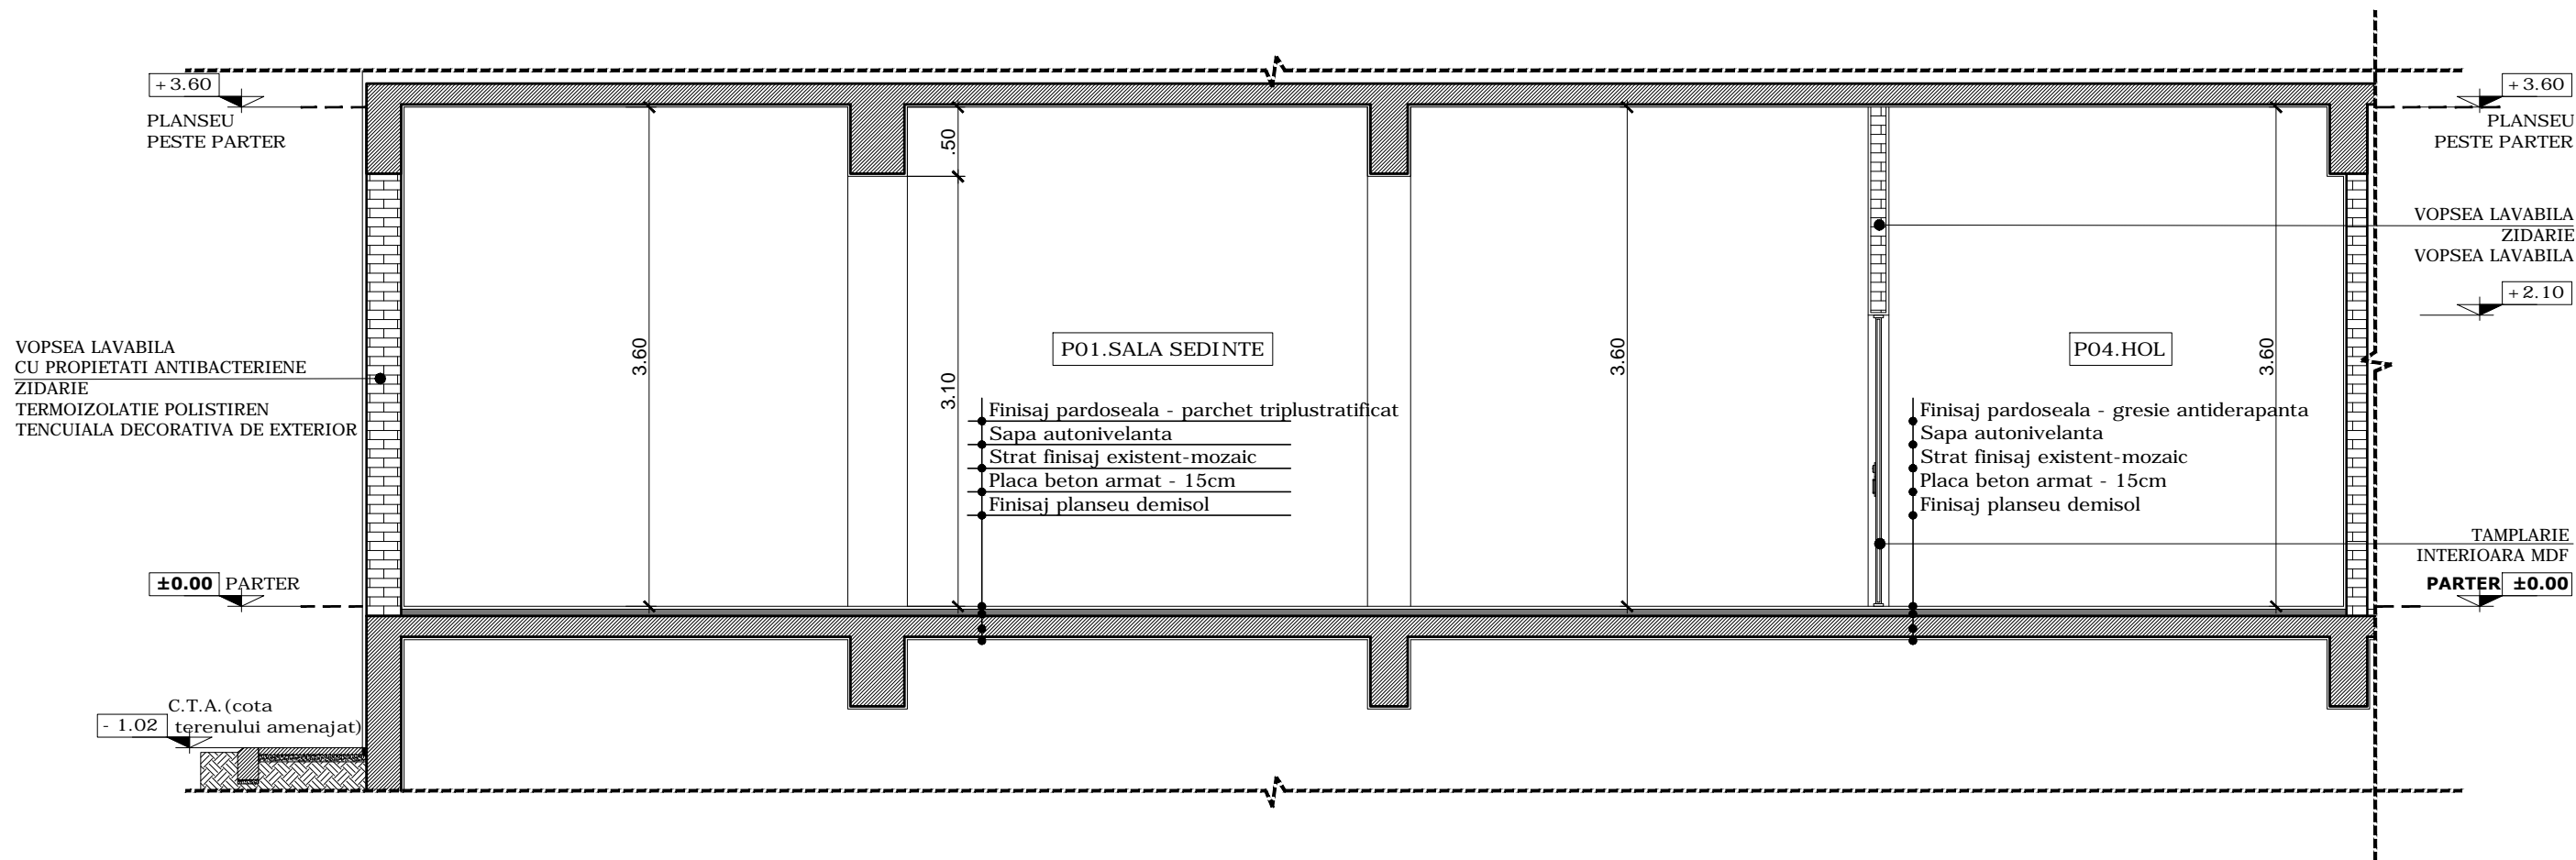 +3.60
PLANSEU
PESTE PARTER
+3.60
PLANSEU
PESTE PARTER
.50
VOPSEA LAVABILA
ZIDARIE
VOPSEA LAVABILA
+2.10
VOPSEA LAVABILA
CU PROPIETATI ANTIBACTERIENE
ZIDARIE
TERMOIZOLATIE POLISTIREN
TENCUIALA DECORATIVA DE EXTERIOR
3.60
3.10
P01.SALA SEDINTE
3.60
P04.HOL
3.60
Finisaj pardoseala - parchet triplustratificat
Sapa autonivelanta
Strat finisaj existent-mozaic
Placa beton armat - 15cm
Finisaj planseu demisol
Finisaj pardoseala - gresie antiderapanta
Sapa autonivelanta
Strat finisaj existent-mozaic
Placa beton armat - 15cm
Finisaj planseu demisol
TAMPLARIE
INTERIOARA MDF
±0.00 PARTER
PARTER ±0.00
C.T.A.(cota
terenului amenajat)
- 1.02